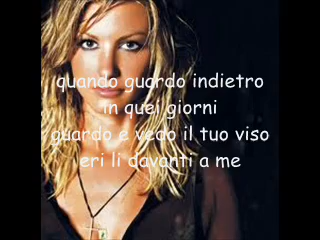 quando guardo indietro
in quei giorni
guardo e vedo il tuo viso
eri li davanti a me